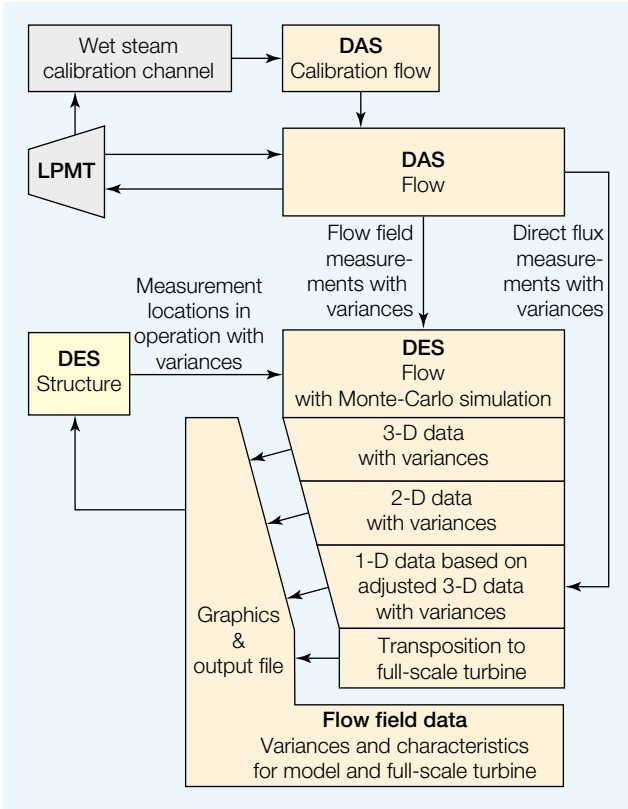 Wet steam
calibration channel
DAS
Calibration flow
LPMT
DAS
Flow
Flow field
measure-
ments with
variances
Direct flux
measure-
ments with
variances
Measurement
locations in
operation with
variances
DES
Structure
DES
Flow
with Monte-Carlo simulation
3-D data
with variances
2-D data
with variances
1-D data based on
adjusted 3-D data
with variances
Graphics
&
output file
Transposition to
full-scale turbine
Flow field data
Variances and characteristics
for model and full-scale turbine